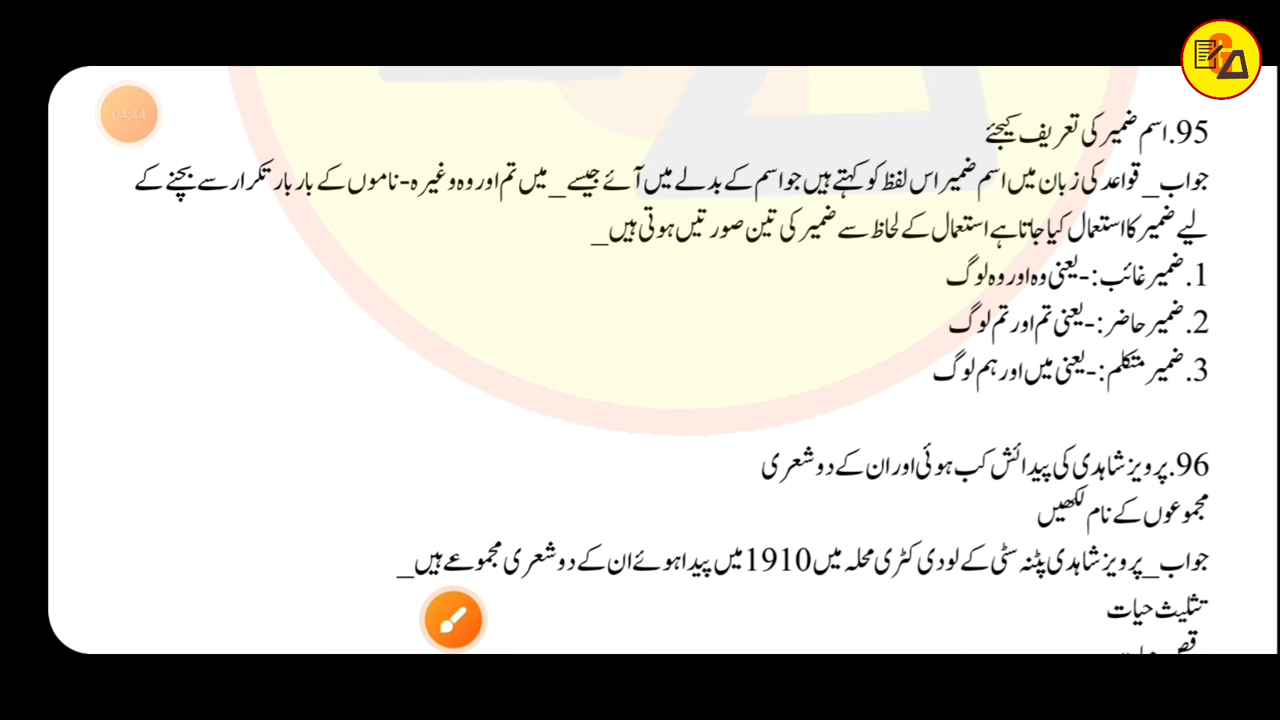 04:44
95.اسم ضمیر کی تعریف کیجئے
جواب_ قواعد کی زبان میں اسم ضمیر اس لفظ کو کہتے ہیں جو اسم کے بدلے میں آئے جیسے_ میں تم اور وہ وغیرہ-ناموں کے بار بار تکرار سے بچنے کے
لیے ضمیر کا استعمال کیا جاتا ہے استعمال کے لحاظ سے ضمیر کی تین صورتیں ہوتی ہیں_
1.ضمیر غائب:-یعنی وہ اور وہ لوگ
2.ضمیر حاضر:-یعنی تم اور تم لوگ
3.ضمیر متکلم:-یعنی میں اور ہم لوگ
96.پرویز شاہدی کی پیدائش کب ہوئی اور ان کے دو شعری
مجموعوں کے نام لکھیں
جواب_پرویز شاہدی پٹنہ سٹی کے لودی کٹری محلہ میں 1910 میں پیدا ہوئے ان کے دو شعری مجموعے ہیں_
تثلیث حیات